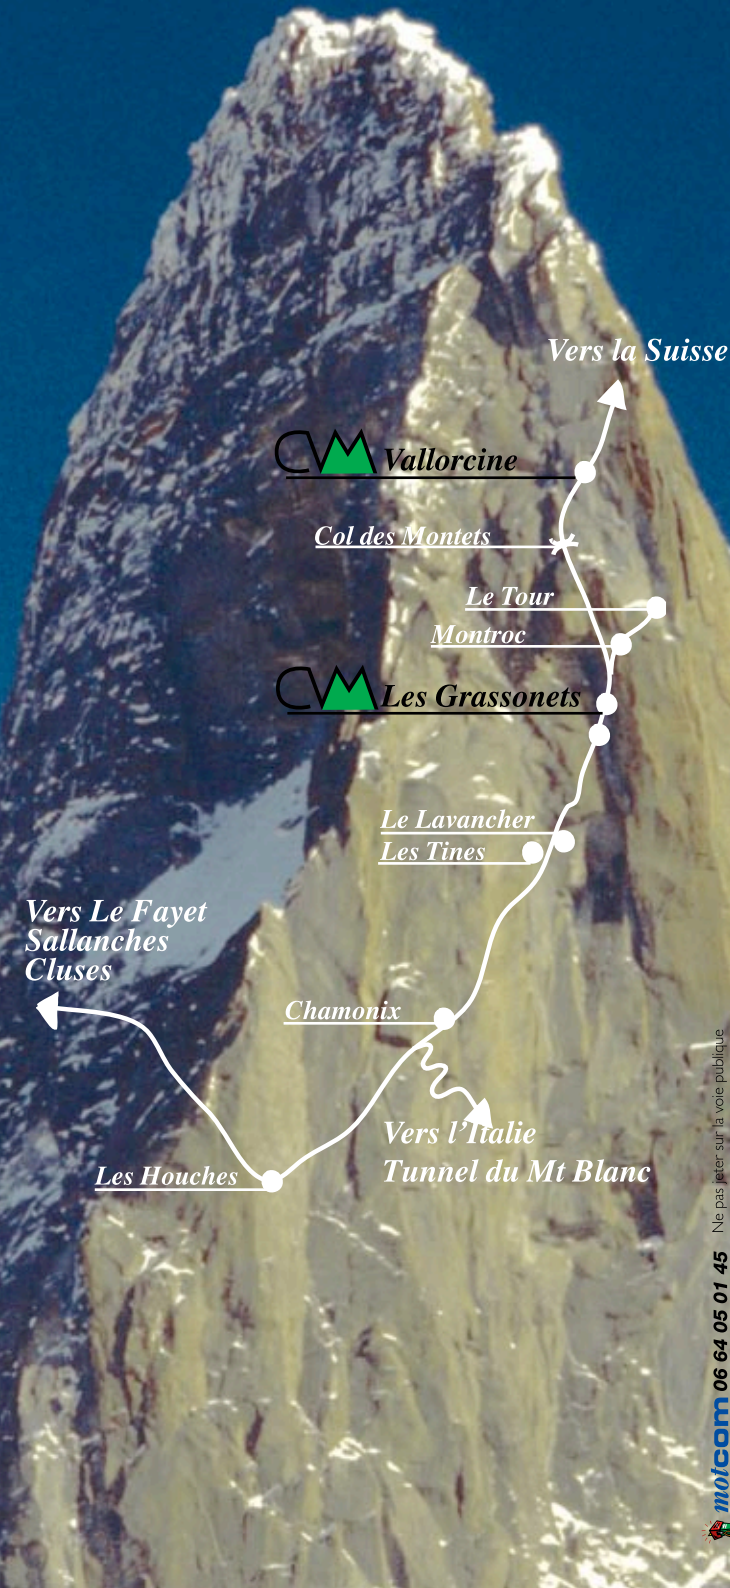 Vers la Suisse
CVM Vallorcine
Col des Montets
Le Tour
Montroc
CVM Les Grassonets
Le Lavancher
Les Tines
Vers Le Fayet
Sallanches
Cluses
Chamonix
Vers l'Italie
Tunnel du Mt Blanc
Les Houches
moticom 06 64 05 01 45 Ne pas jeter sur la voie publique